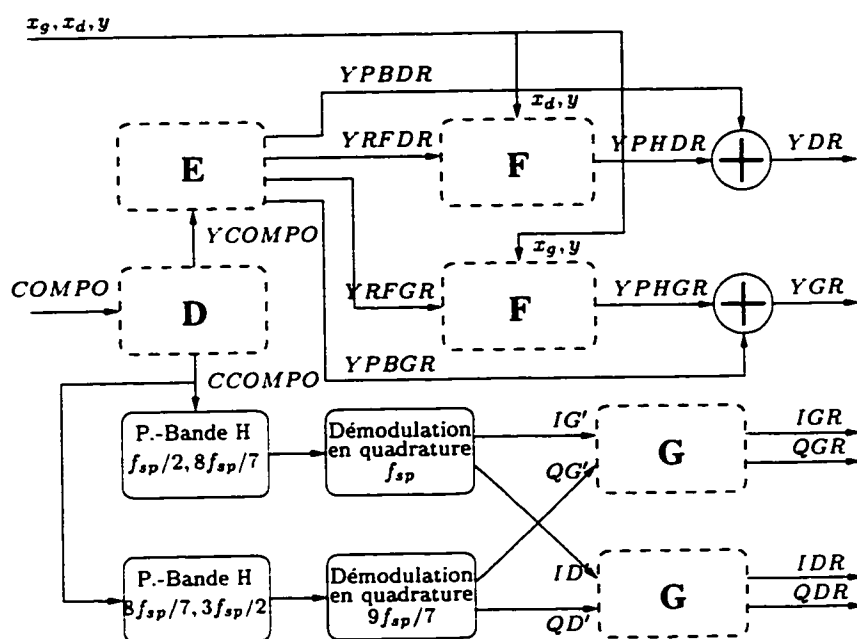 x_g, x_d, y
YPBDR
x_d, y
E
YRFDR
F
YPHDR
YDR
YCOMPO
x_g, y
COMPO
D
YRFGR
F
YPHGR
YGR
YPBGR
CCOMPO
P.-Bande H
f_sp/2, 8f_sp/7
Démodulation
en quadrature
f_sp
IG'
QG'
G
IGR
QGR
P.-Bande H
8f_sp/7, 3f_sp/2
Démodulation
en quadrature
9f_sp/7
ID
QD'
G
IDR
QDR